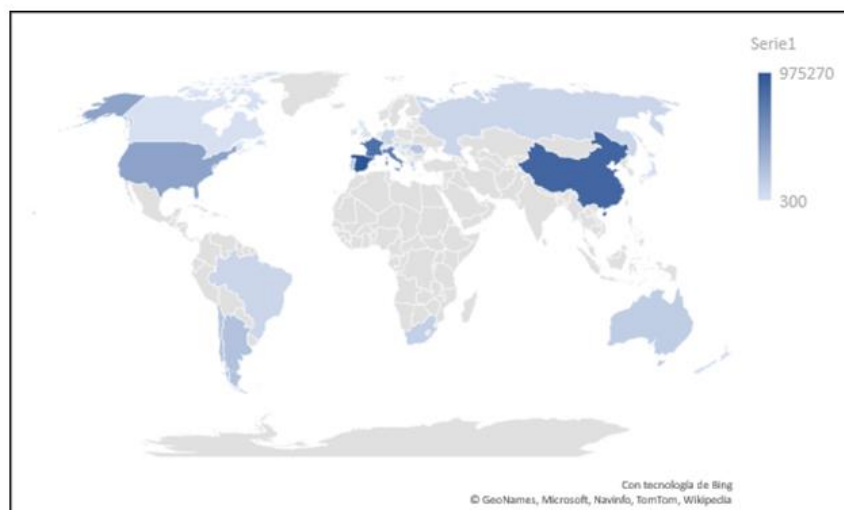 Serie1
975270
300
Con tecnología de Bing
© GeoNames, Microsoft, Navinfo, TomTom, Wikipedia